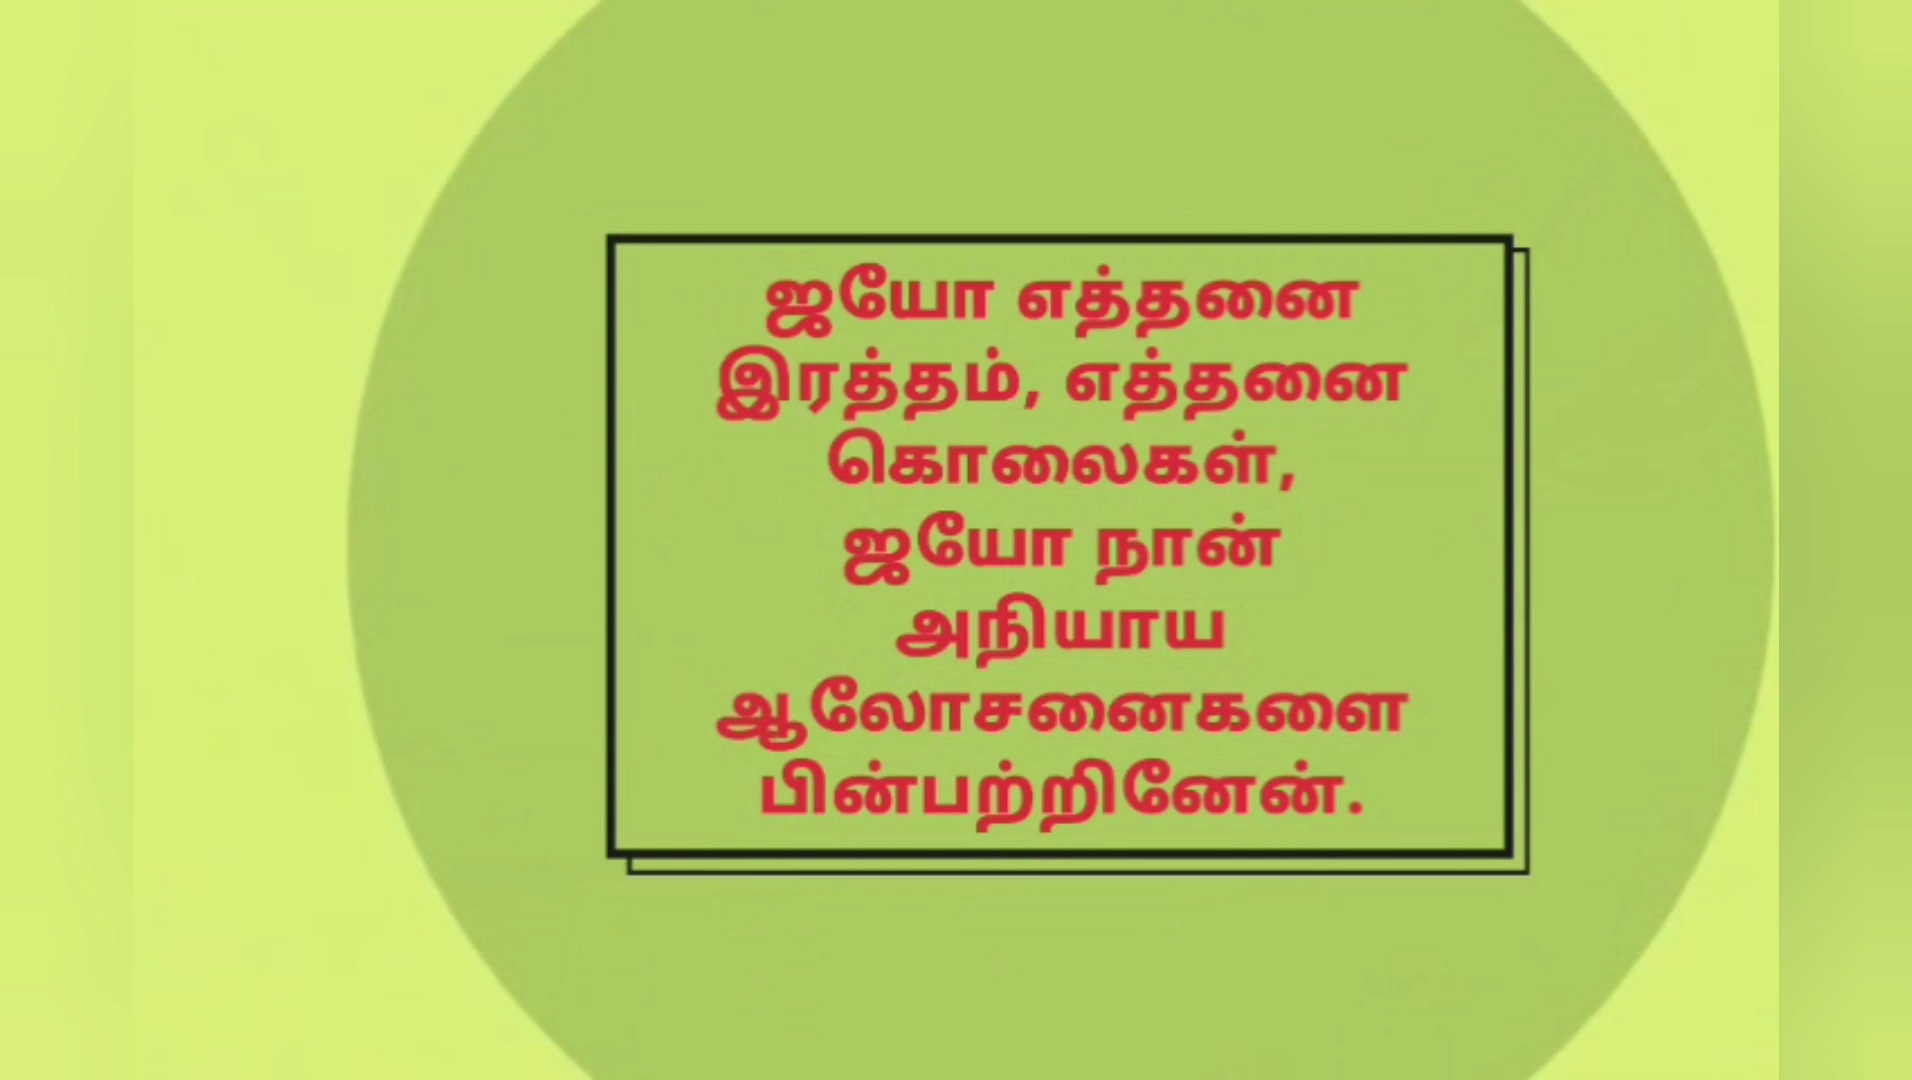 ஐயோ எத்தனை
இரத்தம், எத்தனை
கொலைகள்,
ஐயோ நான்
அநியாய
ஆலோசனைகளை
பின்பற்றினேன்.